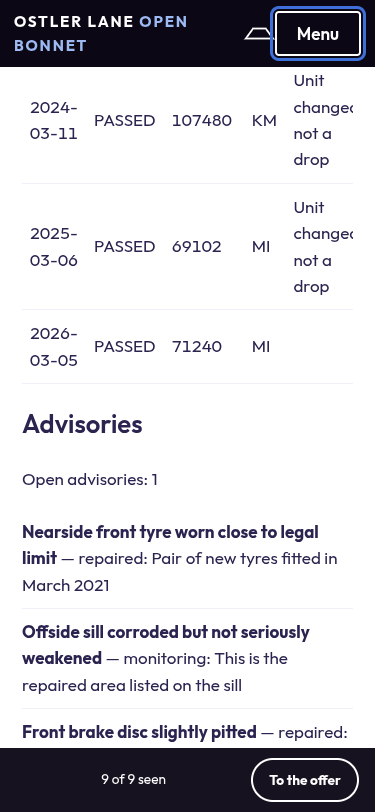 OSTLER LANE OPEN
BONNET
Menu
Unit
2024-
03-11 PASSED 107480 KM changed
not a
drop
Unit
2025-
03-06 PASSED 69102 MI changed
not a
drop
2026-
03-05 PASSED 71240 MI
Advisories
Open advisories: 1
Nearside front tyre worn close to legal
limit — repaired: Pair of new tyres fitted in
March 2021
Offside sill corroded but not seriously
weakened — monitoring: This is the
repaired area listed on the sill
Front brake disc slightly pitted — repaired:
9 of 9 seen
To the offer